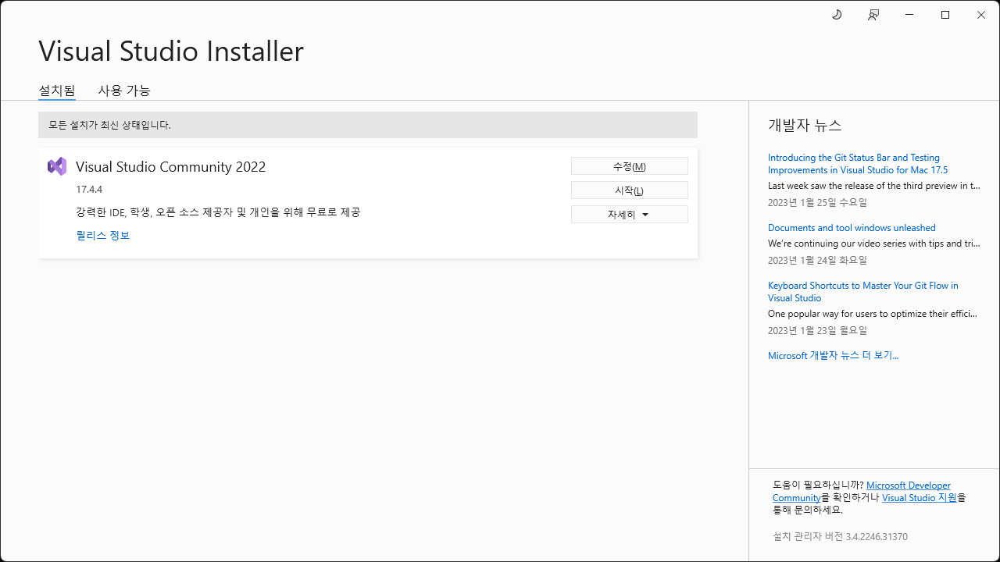 Visual Studio Installer
설치됨
사용 가능
모든 설치가 최신 상태입니다.
Visual Studio Community 2022
17.4.4
강력한 IDE, 학생, 오픈 소스 제공자 및 개인을 위해 무료로 제공
릴리스 정보
수정(M)
시작(L)
자세히
개발자 뉴스
Introducing the Git Status Bar and Testing
Improvements in Visual Studio for Mac 17.5
Last week saw the release of the third preview in t...
2023년 1월 25일 수요일
Documents and tool windows unleashed
We're continuing our video series with tips and tri...
2023년 1월 24일 화요일
Keyboard Shortcuts to Master Your Git Flow in
Visual Studio
One popular way for users to optimize their effici...
2023년 1월 23일 월요일
Microsoft 개발자 뉴스 더 보기...
도움이 필요하십니까? Microsoft Developer
Community를 확인하거나 Visual Studio 지원을
통해 문의하세요.
설치 관리자 버전 3.4.2246.31370